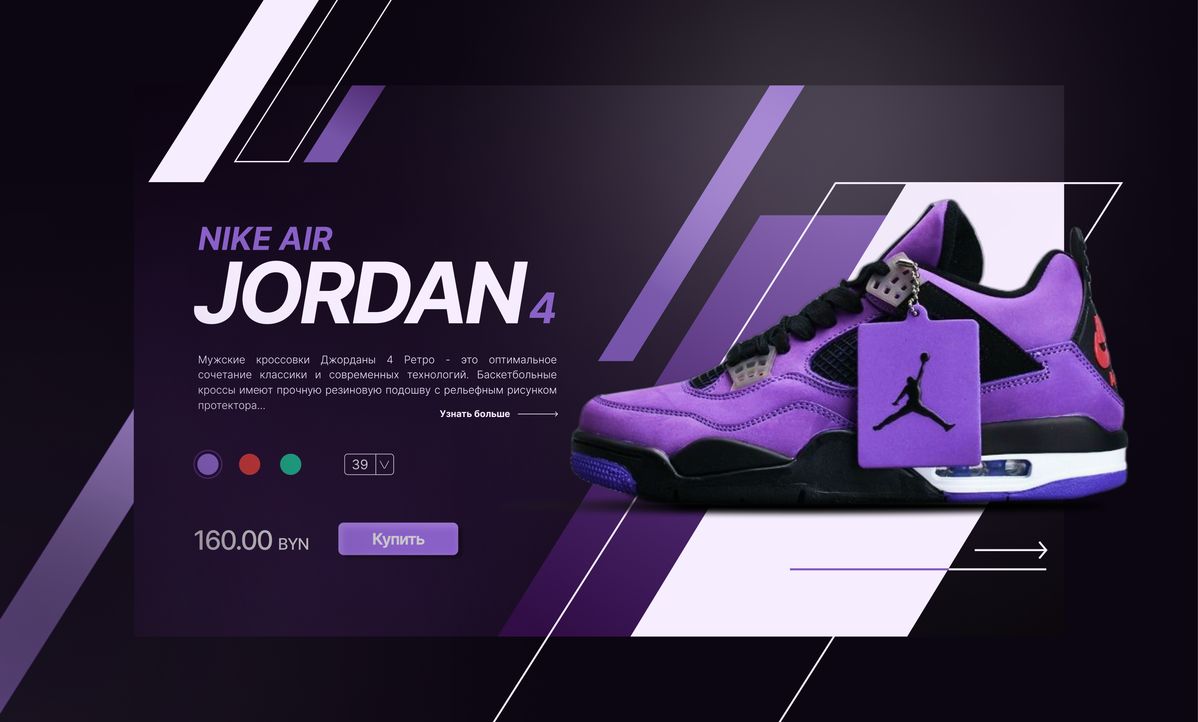 NIKE AIR
JORDAN 4
Мужские кроссовки Джорданы 4 Ретро - это оптимальное
сочетание классики и современных технологий. Баскетбольные
кроссы имеют прочную резиновую подошву с рельефным рисунком
протектора...
Узнать больше
39
160.00 BYN
Купить